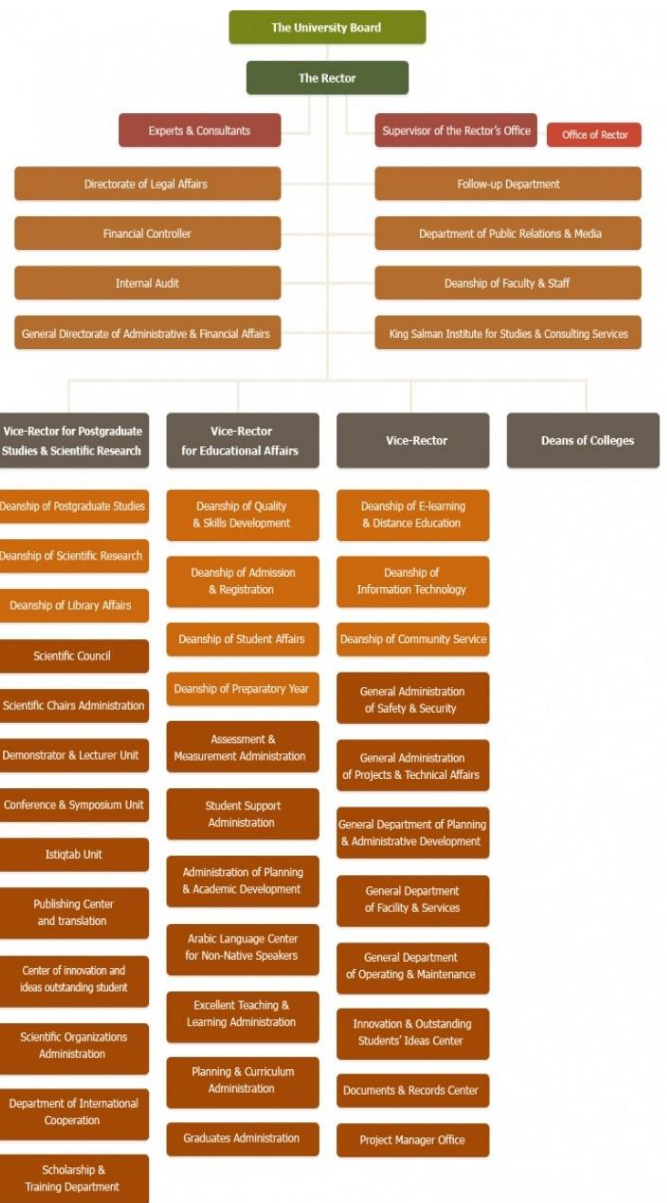 The University Board
The Rector
Experts & Consultants
Supervisor of the Rector's Office
Office of Rector
Directorate of Legal Affairs
Follow-up Department
Financial Controller
Department of Public Relations & Media
Internal Audit
Deanship of Faculty & Staff
General Directorate of Administrative & Financial Affairs
King Salman Institute for Studies & Consulting Services
Vice-Rector for Postgraduate
Studies & Scientific Research
Deanship of Postgraduate Studies
Deanship of Scientific Research
Deanship of Library Affairs
Scientific Council
Scientific Chairs Administration
Demonstrator & Lecturer Unit
Conference & Symposium Unit
Istiqtab Unit
Publishing Center
and translation
Center of innovation and
ideas outstanding student
Scientific Organizations
Administration
Department of International
Cooperation
Scholarship &
Training Department
Vice-Rector
for Educational Affairs
Deanship of Quality
& Skills Development
Deanship of Admission
& Registration
Deanship of Student Affairs
Deanship of Preparatory Year
Assessment &
Measurement Administration
Student Support
Administration
Administration of Planning
& Academic Development
Arabic Language Center
for Non-Native Speakers
Excellent Teaching &
Learning Administration
Planning & Curriculum
Administration
Graduates Administration
Vice-Rector
Deanship of E-learning
& Distance Education
Deanship of
Information Technology
Deanship of Community Service
General Administration
of Safety & Security
General Administration
of Projects & Technical Affairs
General Department of Planning
& Administrative Development
General Department
of Facility & Services
General Department
of Operating & Maintenance
Innovation & Outstanding
Students' Ideas Center
Documents & Records Center
Project Manager Office
Deans of Colleges